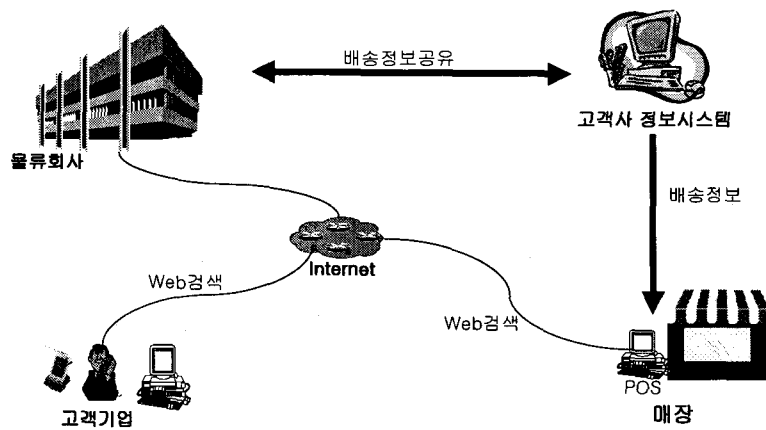 배송정보공유
고객사 정보시스템
물류회사
배송정보
Internet
Web검색
Web검색
POS
고객기업
매장